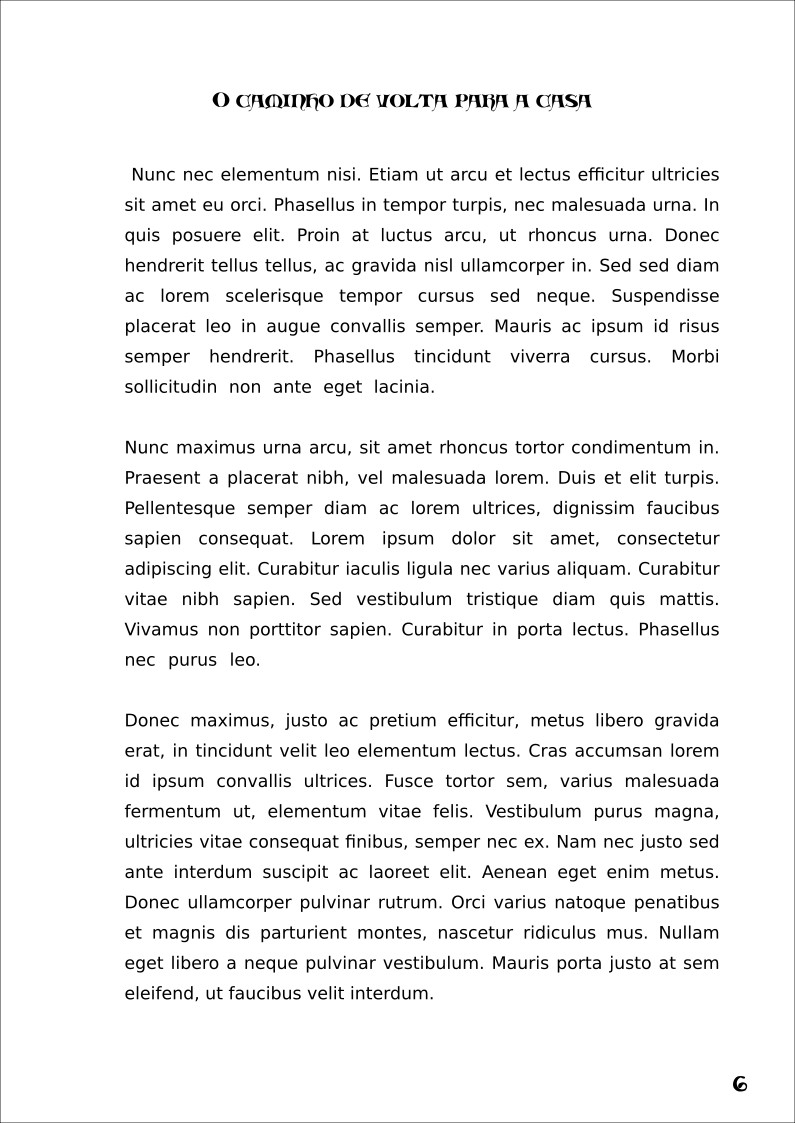 O caminho de volta para a casa
Nunc nec elementum nisi. Etiam ut arcu et lectus efficitur ultricies
sit amet eu orci. Phasellus in tempor turpis, nec malesuada urna. In
quis posuere elit. Proin at luctus arcu, ut rhoncus urna. Donec
hendrerit tellus tellus, ac gravida nisl ullamcorper in. Sed sed diam
ac lorem scelerisque tempor cursus sed neque. Suspendisse
placerat leo in augue convallis semper. Mauris ac ipsum id risus
semper hendrerit. Phasellus tincidunt viverra cursus. Morbi
sollicitudin non ante eget lacinia.
Nunc maximus urna arcu, sit amet rhoncus tortor condimentum in.
Praesent a placerat nibh, vel malesuada lorem. Duis et elit turpis.
Pellentesque semper diam ac lorem ultrices, dignissim faucibus
sapien consequat. Lorem ipsum dolor sit amet, consectetur
adipiscing elit. Curabitur iaculis ligula nec varius aliquam. Curabitur
vitae nibh sapien. Sed vestibulum tristique diam quis mattis.
Vivamus non porttitor sapien. Curabitur in porta lectus. Phasellus
nec purus leo.
Donec maximus, justo ac pretium efficitur, metus libero gravida
erat, in tincidunt velit leo elementum lectus. Cras accumsan lorem
id ipsum convallis ultrices. Fusce tortor sem, varius malesuada
fermentum ut, elementum vitae felis. Vestibulum purus magna,
ultricies vitae consequat finibus, semper nec ex. Nam nec justo sed
ante interdum suscipit ac laoreet elit. Aenean eget enim metus.
Donec ullamcorper pulvinar rutrum. Orci varius natoque penatibus
et magnis dis parturient montes, nascetur ridiculus mus. Nullam
eget libero a neque pulvinar vestibulum. Mauris porta justo at sem
eleifend, ut faucibus velit interdum.
6